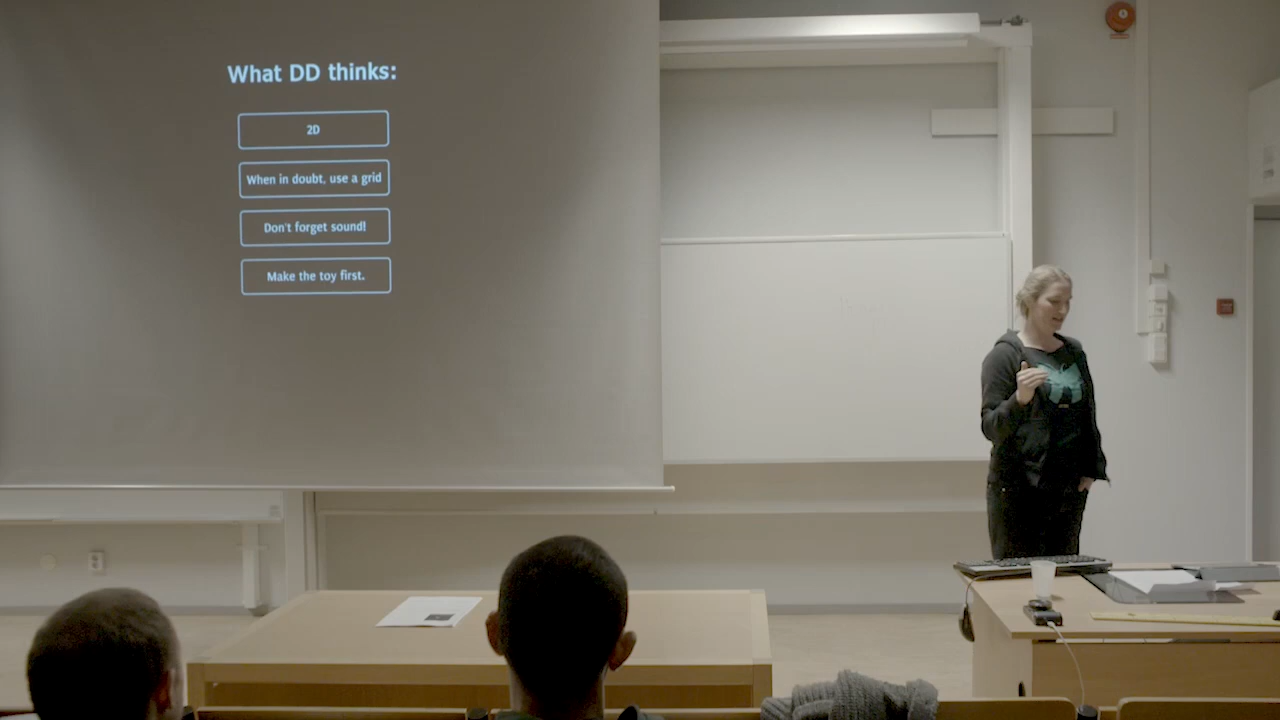 What DD thinks:
2D
When in doubt, use a grid
Don't forget sound!
Make the toy first.